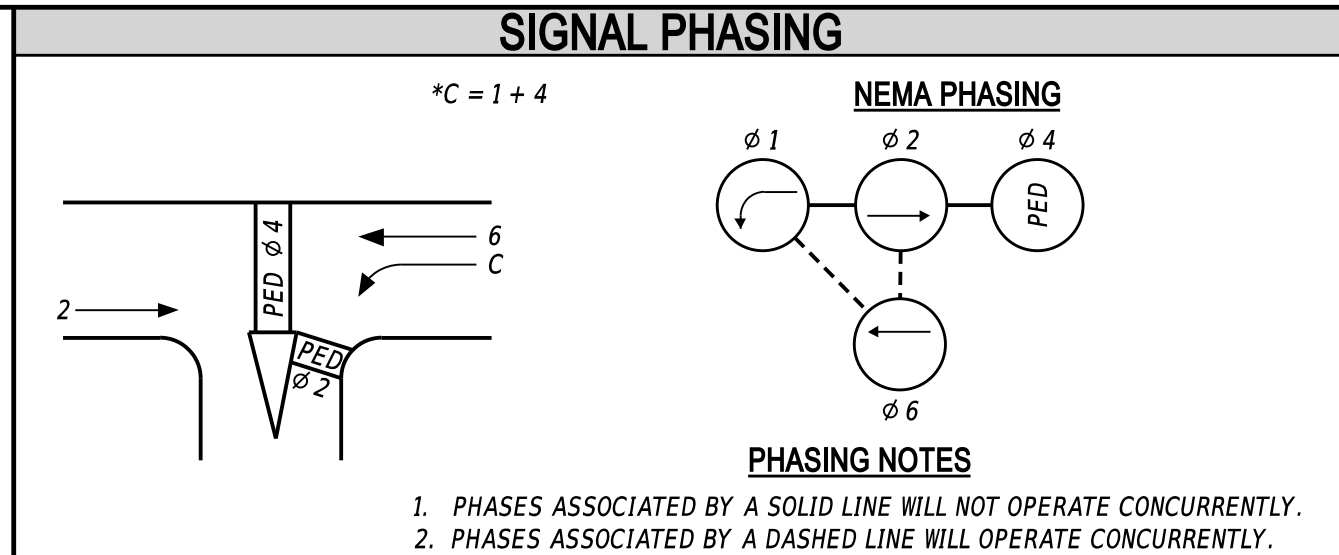 SIGNAL PHASING
*C = 1 + 4
NEMA PHASING
ϕ 1
ϕ 2
ϕ 4
PED
6
C
2
PED ϕ 4
PED
ϕ 2
ϕ 6
PHASING NOTES
1. PHASES ASSOCIATED BY A SOLID LINE WILL NOT OPERATE CONCURRENTLY.
2. PHASES ASSOCIATED BY A DASHED LINE WILL OPERATE CONCURRENTLY.